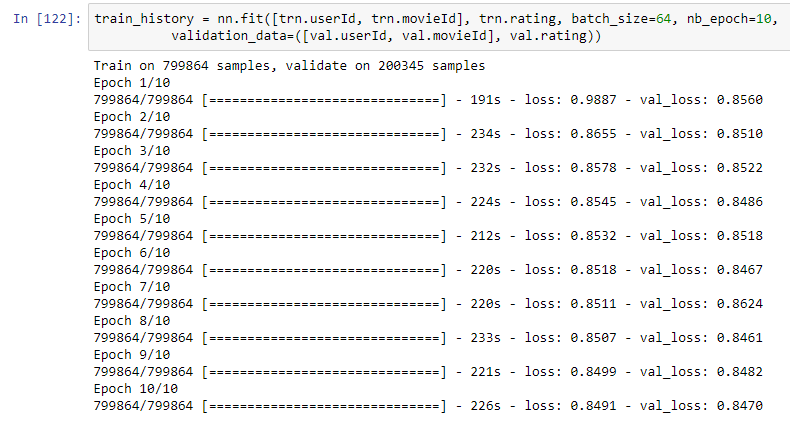 In [122]: train_history = nn.fit([trn.userId, trn.movieId], trn.rating, batch_size=64, nb_epoch=10,
validation_data=([val.userId, val.movieId], val.rating))
Train on 799864 samples, validate on 200345 samples
Epoch 1/10
799864/799864 [==============================] - 191s - loss: 0.9887 - val_loss: 0.8560
Epoch 2/10
799864/799864 [==============================] - 234s - loss: 0.8655 - val_loss: 0.8510
Epoch 3/10
799864/799864 [==============================] - 232s - loss: 0.8578 - val_loss: 0.8522
Epoch 4/10
799864/799864 [==============================] - 224s - loss: 0.8545 - val_loss: 0.8486
Epoch 5/10
799864/799864 [==============================] - 212s - loss: 0.8532 - val_loss: 0.8518
Epoch 6/10
799864/799864 [==============================] - 220s - loss: 0.8518 - val_loss: 0.8467
Epoch 7/10
799864/799864 [==============================] - 220s - loss: 0.8511 - val_loss: 0.8624
Epoch 8/10
799864/799864 [==============================] - 233s - loss: 0.8507 - val_loss: 0.8461
Epoch 9/10
799864/799864 [==============================] - 221s - loss: 0.8499 - val_loss: 0.8482
Epoch 10/10
799864/799864 [==============================] - 226s - loss: 0.8491 - val_loss: 0.8470